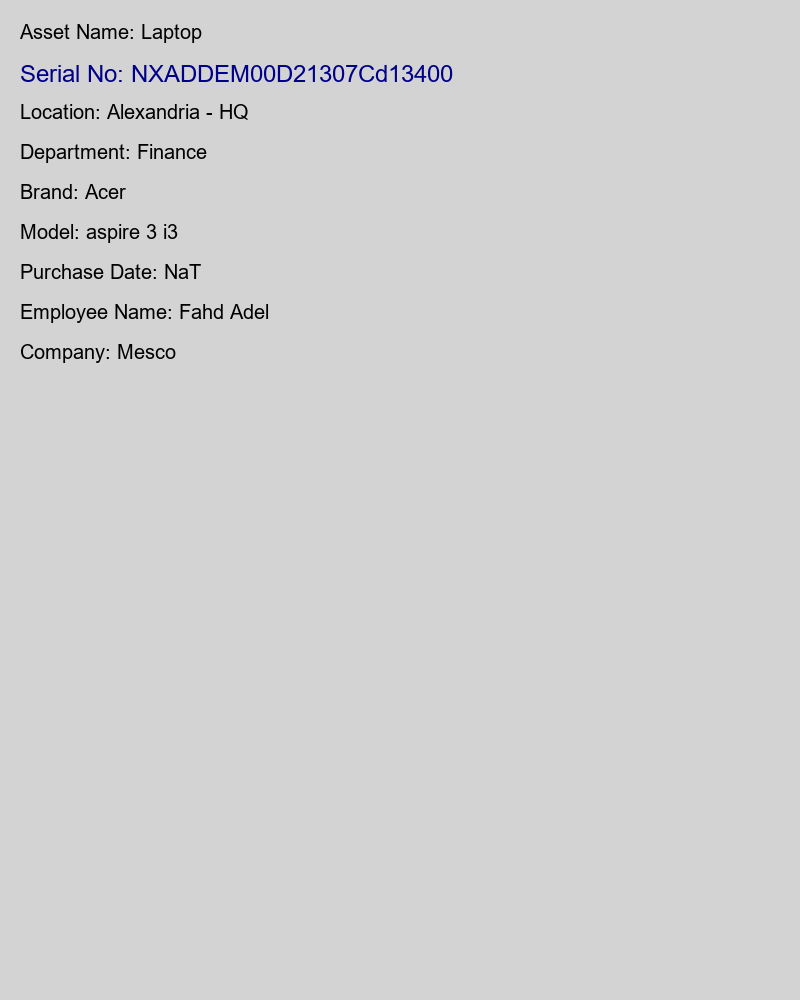 Asset Name: Laptop
Serial No: NXADDEM00D21307Cd13400
Location: Alexandria - HQ
Department: Finance
Brand: Acer
Model: aspire 3 i3
Purchase Date: NaT
Employee Name: Fahd Adel
Company: Mesco